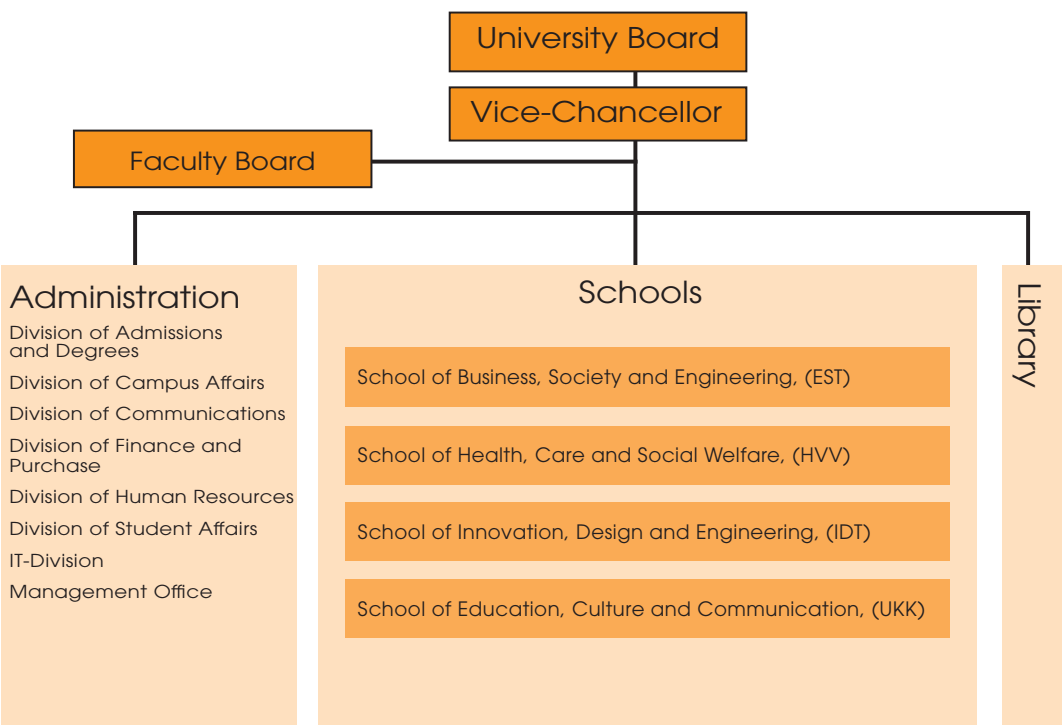 University Board
Vice-Chancellor
Faculty Board
Administration
Division of Admissions
and Degrees
Division of Campus Affairs
Division of Communications
Division of Finance and
Purchase
Division of Human Resources
Division of Student Affairs
IT-Division
Management Office
Schools
School of Business, Society and Engineering, (EST)
School of Health, Care and Social Welfare, (HVV)
School of Innovation, Design and Engineering, (IDT)
School of Education, Culture and Communication, (UKK)
Library